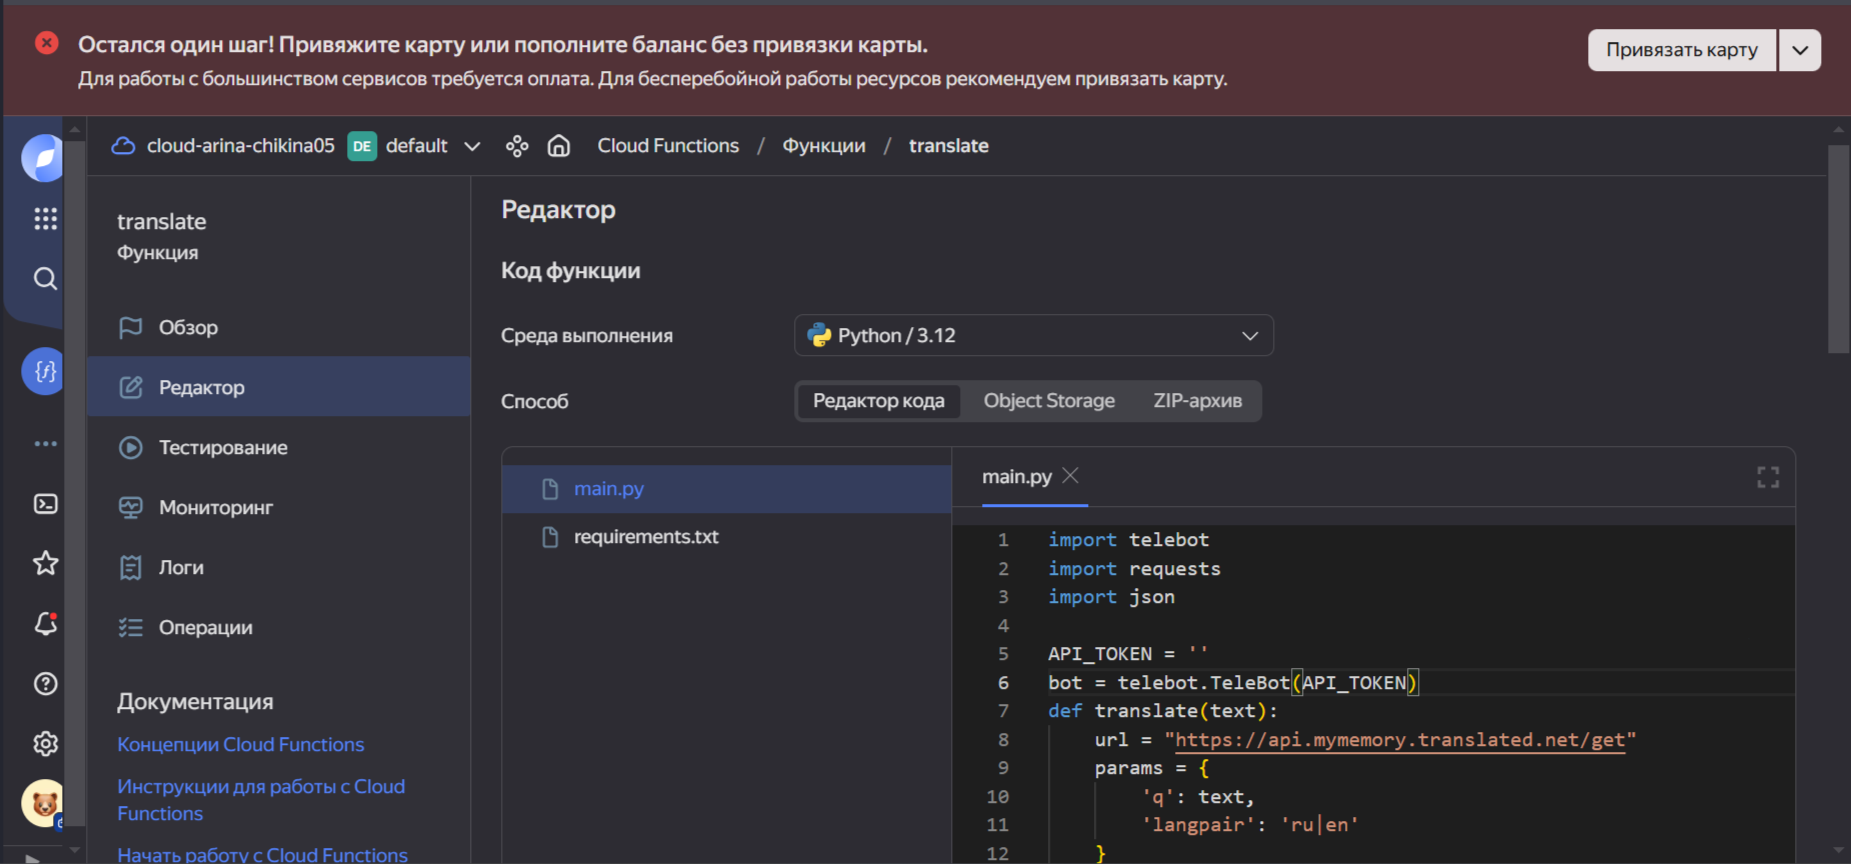 Остался один шаг! Привяжите карту или пополните баланс без привязки карты.
Для работы с большинством сервисов требуется оплата. Для бесперебойной работы ресурсов рекомендуем привязать карту.
Привязать карту
cloud-arina-chikina05 DE default Cloud Functions / Функции / translate
translate
Функция
Обзор
Редактор
Тестирование
Мониторинг
Логи
Операции
Документация
Концепции Cloud Functions
Инструкции для работы с Cloud
Functions
Начать работу с Cloud Functions
Редактор
Код функции
Среда выполнения Python / 3.12
Способ Редактор кода Object Storage ZIP-архив
main.py
requirements.txt
main.py
1 import telebot
2 import requests
3 import json
4
5 API_TOKEN = ''
6 bot = telebot.TeleBot(API_TOKEN)
7 def translate(text):
8 url = "https://api.mymemory.translated.net/get"
9 params = {
10 'q': text,
11 'langpair': 'ru|en'
12 }